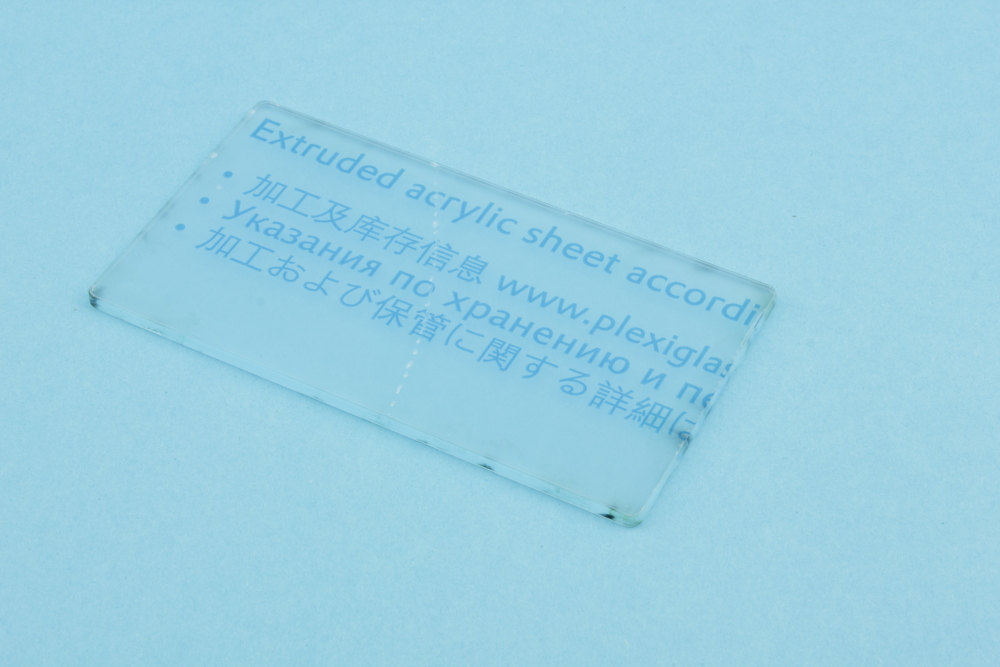 Extruded acrylic sheet accordi
• 加工及库存信息 www.plexiglas
• Указания по хранению и пе
• 加工および保管に関する詳細に